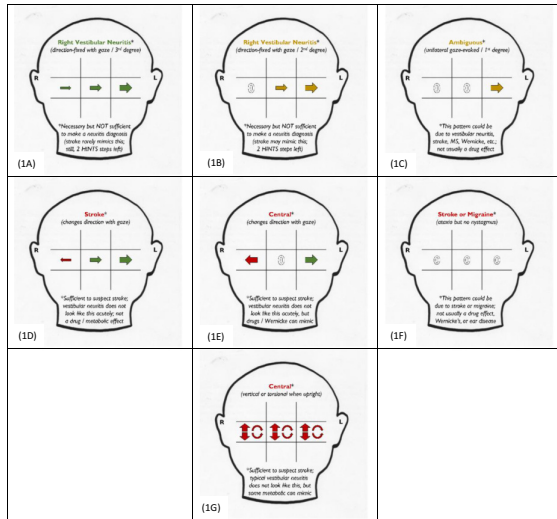 Right Vestibular Neuritis*
(direction-fixed with gaze / 3rd degree)
R
L
*Necessary but NOT sufficient
to make a neuritis diagnosis
(stroke rarely mimics this;
still, 2 HINTS steps left)
(1A)
Right Vestibular Neuritis*
(direction-fixed with gaze / 2nd degree)
R
L
0
*Necessary but NOT sufficient
to make a neuritis diagnosis
(stroke may mimic this;
2 HINTS steps left)
(1B)
Ambiguous*
(unilateral gaze-evoked / 1st degree)
R
L
0
0
*This pattern could be
due to vestibular neuritis,
stroke, MS, Wernicke, etc.;
not usually a drug effect
(1C)
Stroke*
(changes direction with gaze)
R
L
*Sufficient to suspect stroke;
vestibular neuritis does not
look like this acutely; not
a drug / metabolic effect
(1D)
Central*
(changes direction with gaze)
R
L
0
*Sufficient to suspect stroke;
vestibular neuritis does not
look like this acutely, but
drugs / Wernicke can mimic
(1E)
Stroke or Migraine*
(ataxia but no nystagmus)
R
L
*This pattern could be
due to stroke or migraine;
not usually a drug effect,
Wernicke's, or ear disease
(1F)
Central*
(vertical or torsional when upright)
R
L
*Sufficient to suspect stroke;
typical vestibular neuritis
does not look like this, but
some metabolic can mimic
(1G)